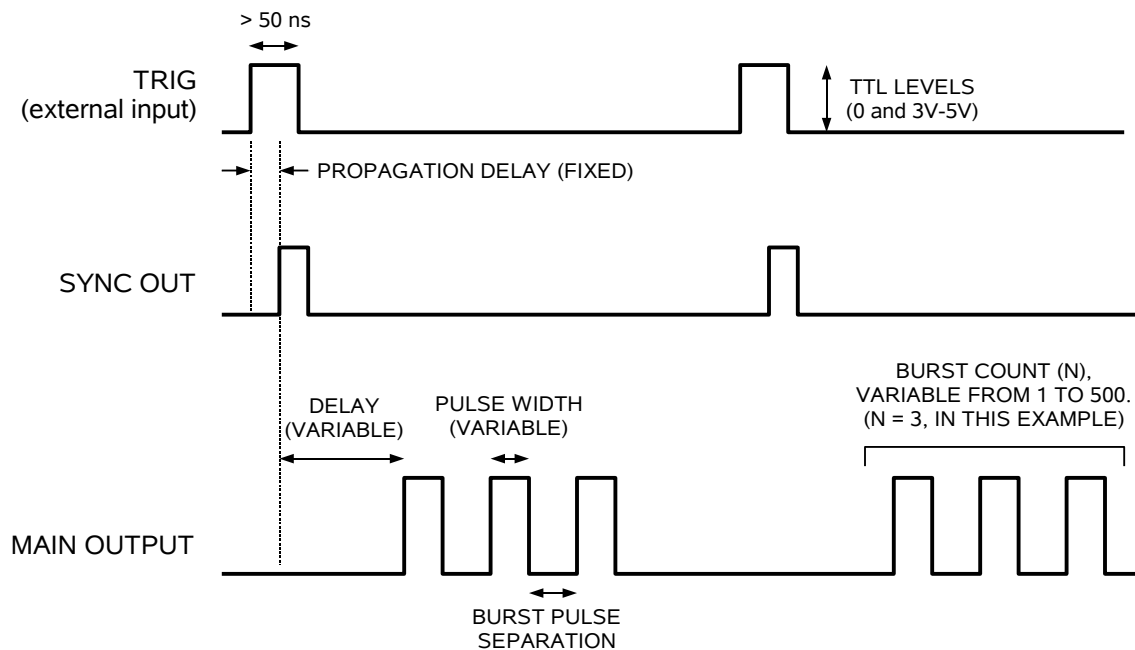 > 50 ns
TRIG
(external input)
TTL LEVELS
(0 and 3V-5V)
PROPAGATION DELAY (FIXED)
SYNC OUT
BURST COUNT (N),
VARIABLE FROM 1 TO 500.
(N = 3, IN THIS EXAMPLE)
DELAY
(VARIABLE)
PULSE WIDTH
(VARIABLE)
MAIN OUTPUT
BURST PULSE
SEPARATION